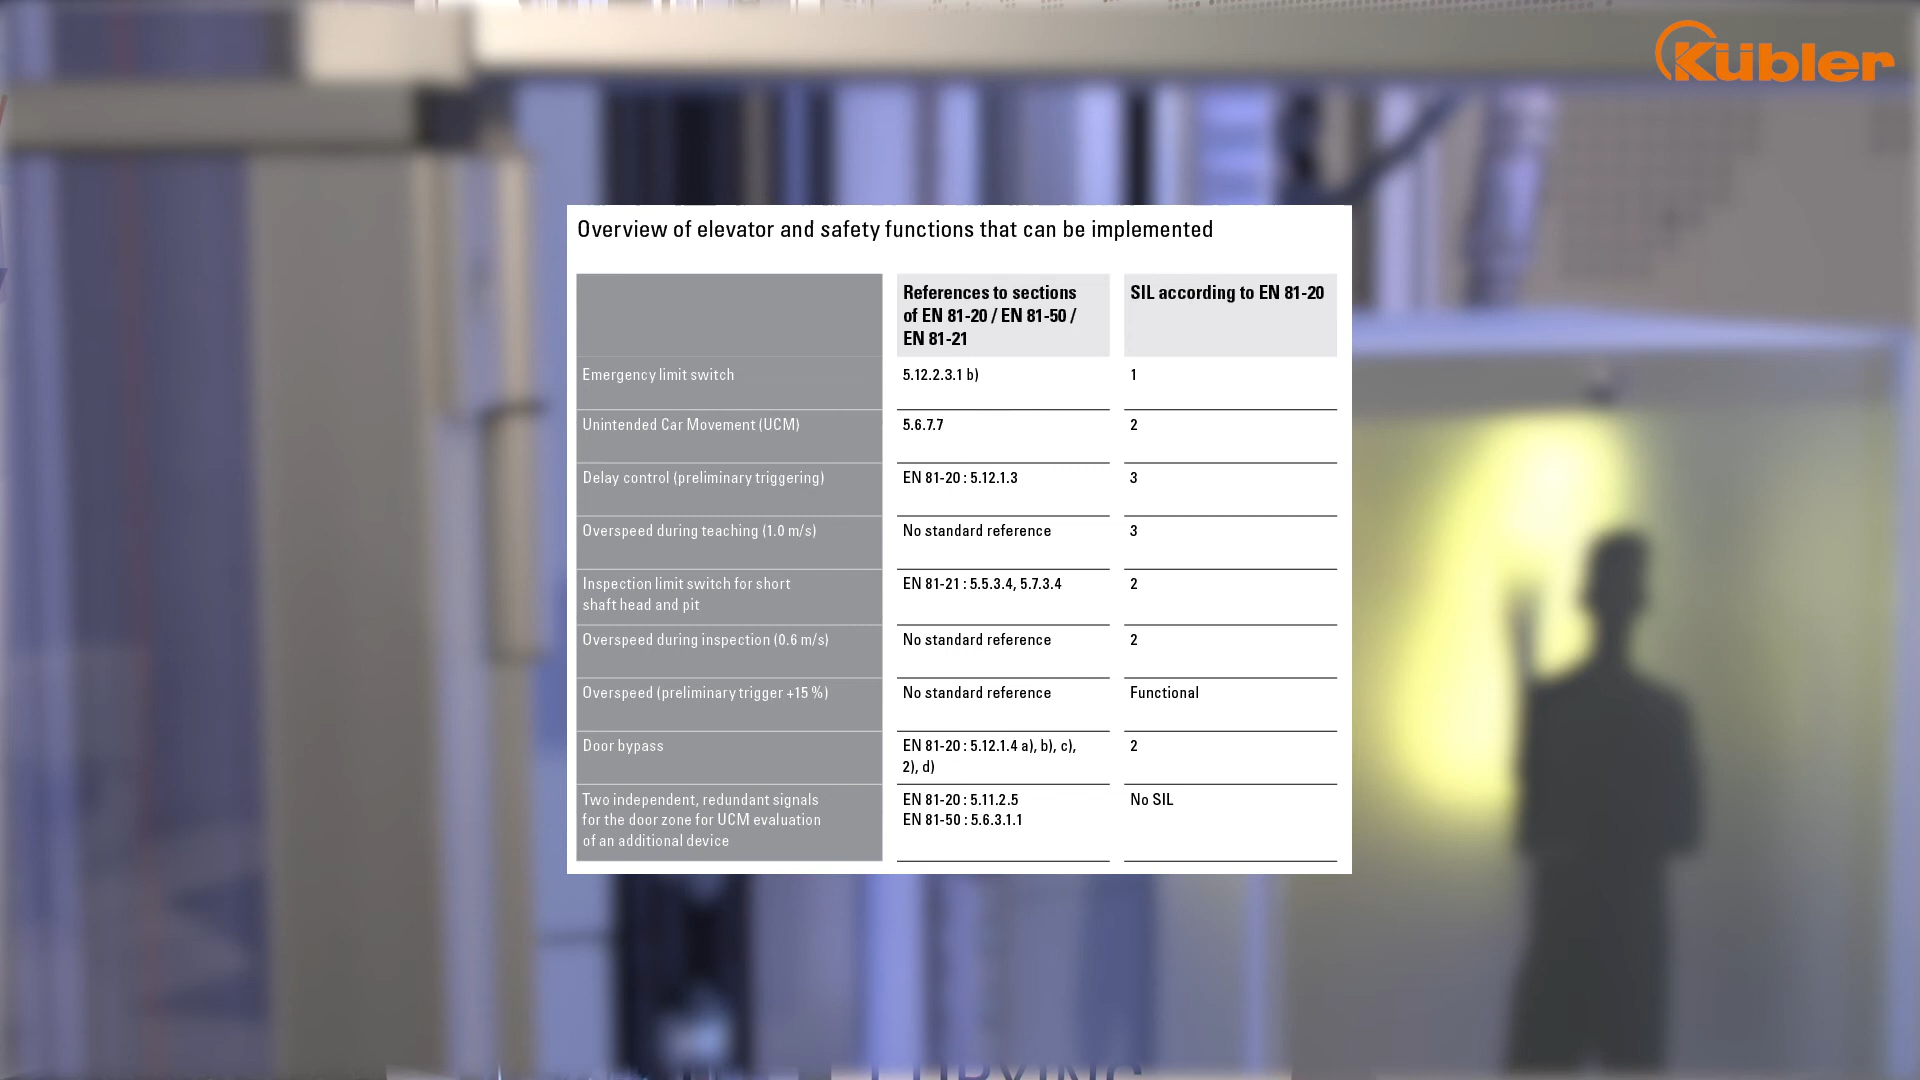 Kübler
Overview of elevator and safety functions that can be implemented
References to sections
of EN 81-20 / EN 81-50 /
EN 81-21
SIL according to EN 81-20
Emergency limit switch
5.12.2.3.1 b)
1
Unintended Car Movement (UCM)
5.6.7.7
2
Delay control (preliminary triggering)
EN 81-20 : 5.12.1.3
3
Overspeed during teaching (1.0 m/s)
No standard reference
3
Inspection limit switch for short
shaft head and pit
EN 81-21 : 5.5.3.4, 5.7.3.4
2
Overspeed during inspection (0.6 m/s)
No standard reference
2
Overspeed (preliminary trigger +15 %)
No standard reference
Functional
Door bypass
EN 81-20 : 5.12.1.4 a), b), c),
2), d)
2
Two independent, redundant signals
for the door zone for UCM evaluation
of an additional device
EN 81-20 : 5.11.2.5
EN 81-50 : 5.6.3.1.1
No SIL